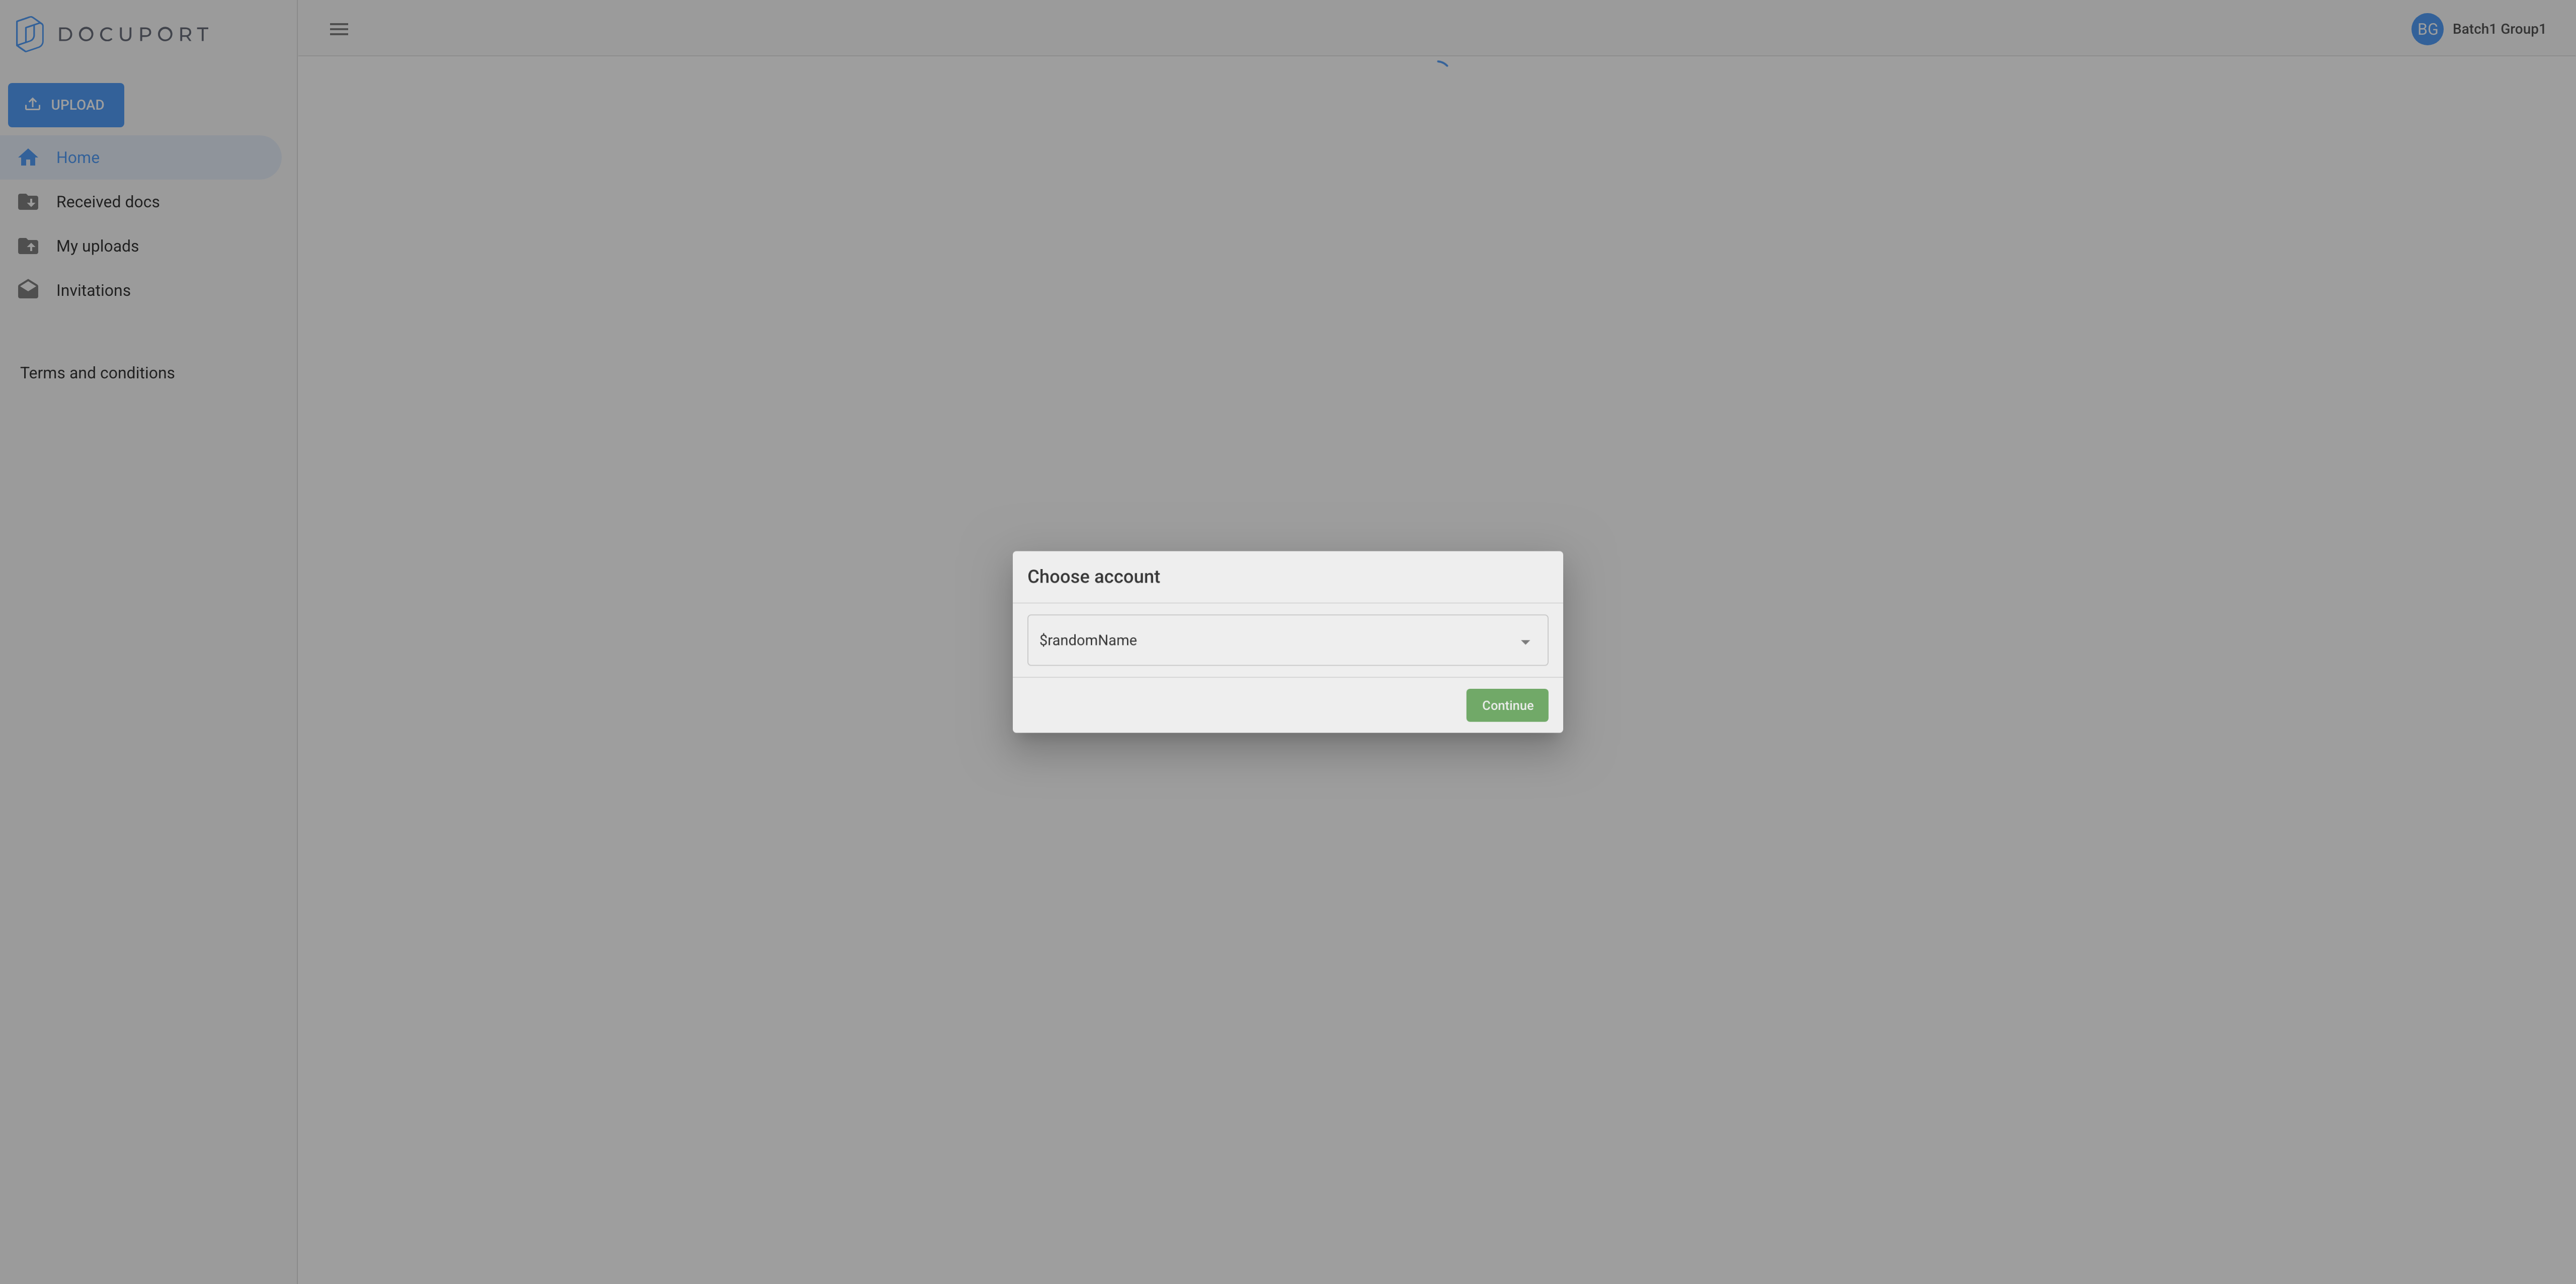 DOCUPORT
BG Batch1 Group1
UPLOAD
Home
Received docs
My uploads
Invitations
Terms and conditions
Choose account
$randomName
Continue